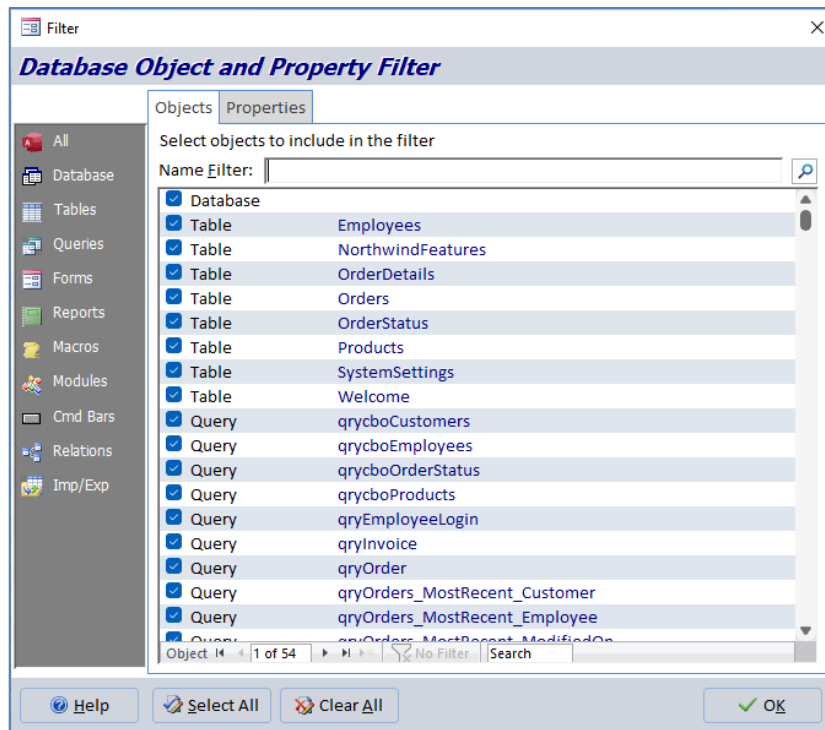 Filter
Database Object and Property Filter
Objects Properties
All
Database
Tables
Queries
Forms
Reports
Macros
Modules
Cmd Bars
Relations
Imp/Exp
Select objects to include in the filter
Name Filter:
Database
Table Employees
Table NorthwindFeatures
Table OrderDetails
Table Orders
Table OrderStatus
Table Products
Table SystemSettings
Table Welcome
Query qrycboCustomers
Query qrycboEmployees
Query qrycboOrderStatus
Query qrycboProducts
Query qryEmployeeLogin
Query qryInvoice
Query qryOrder
Query qryOrders_MostRecent_Customer
Query qryOrders_MostRecent_Employee
Query qryOrders_MostRecent_ModifiedOn
Object 1 of 54 No Filter Search
Help Select All Clear All OK